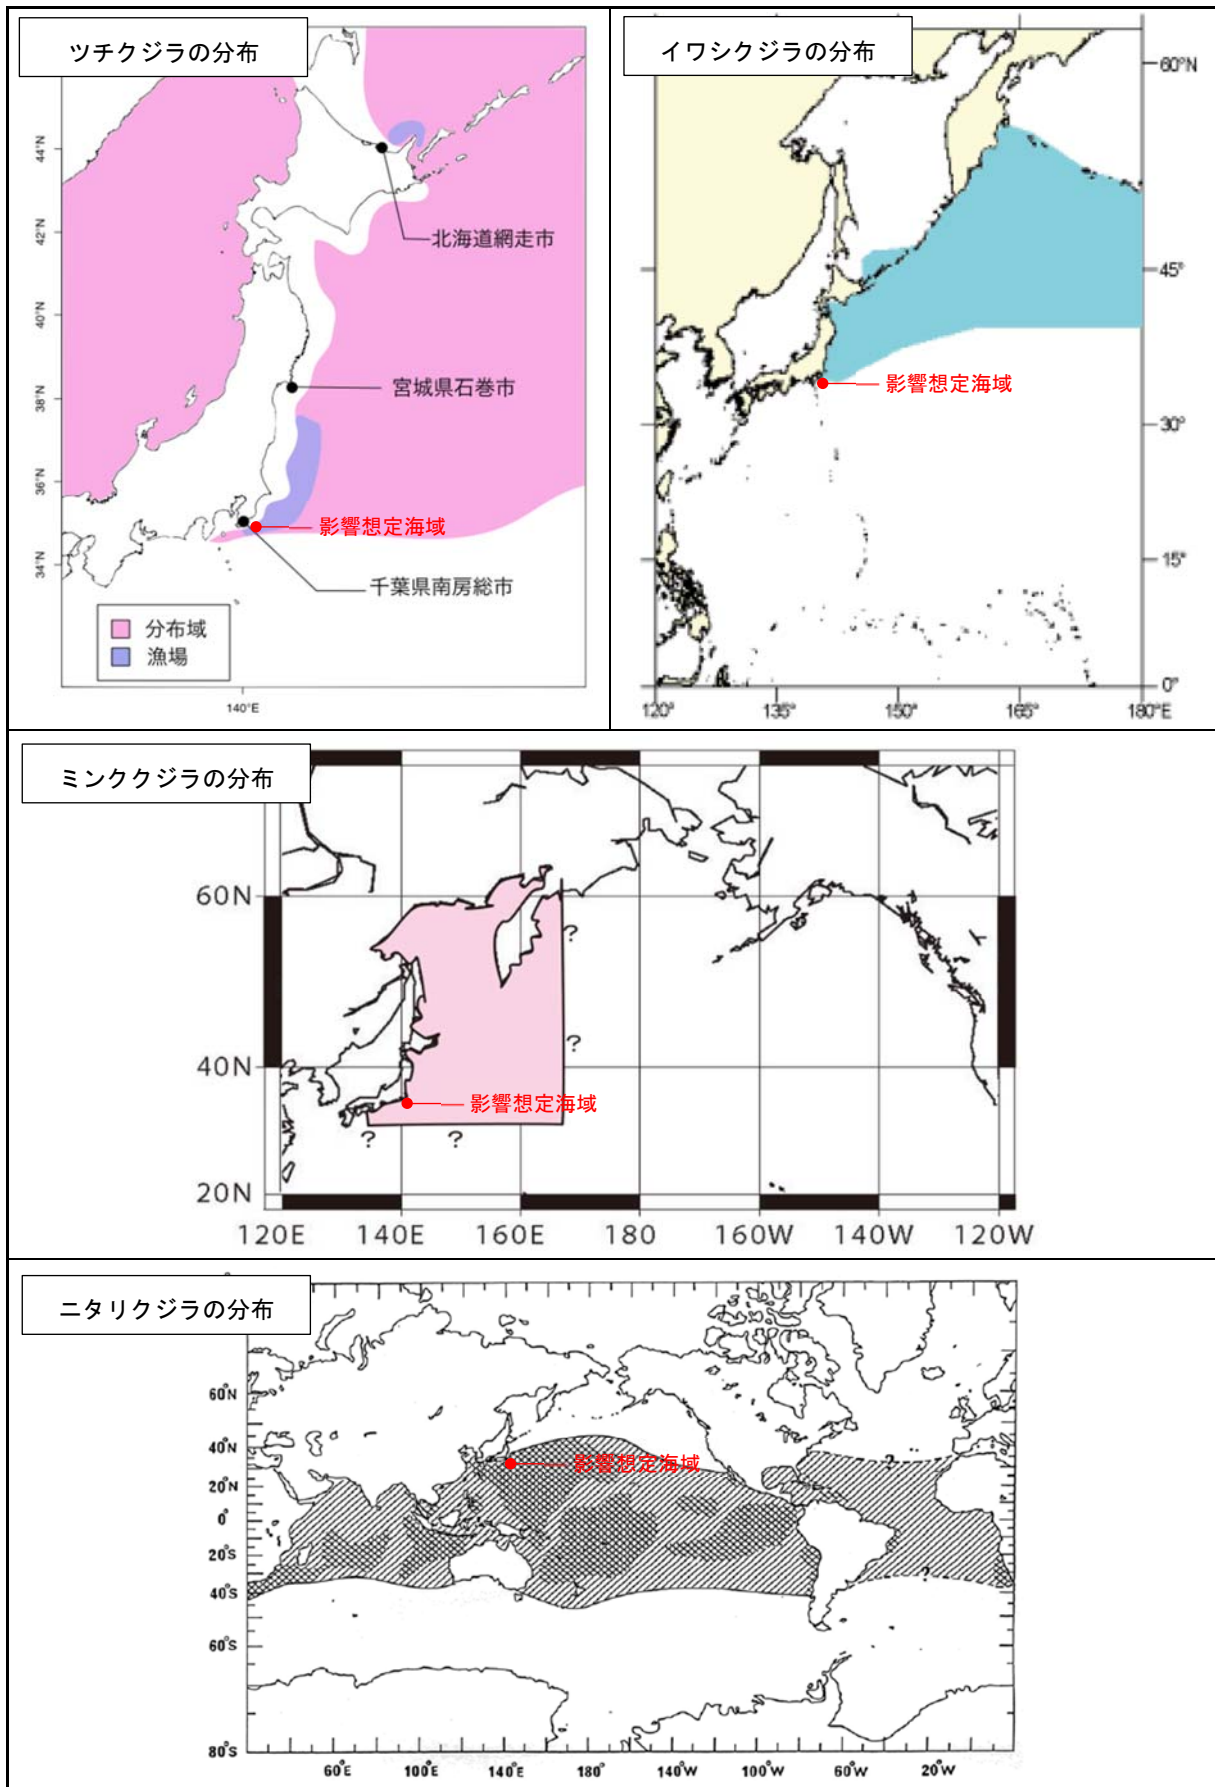 ツチクジラの分布
44°N
42°N
40°N
38°N
36°N
34°N
北海道網走市
宮城県石巻市
影響想定海域
千葉県南房総市
分布域
漁場
140°E
イワシクジラの分布
60°N
45°
30°
15°
0°
影響想定海域
120°
135°
150°
165°
180°E
ミンククジラの分布
60N
40N
20N
?
?
影響想定海域
?
?
120E
140E
160E
180
160W
140W
120W
ニタリクジラの分布
60°N
40°N
20°N
0°
20°S
40°S
60°S
80°S
影響想定海域
?
?
60°E
100°E
140°E
180°
140°W
100°W
60°W
20°W